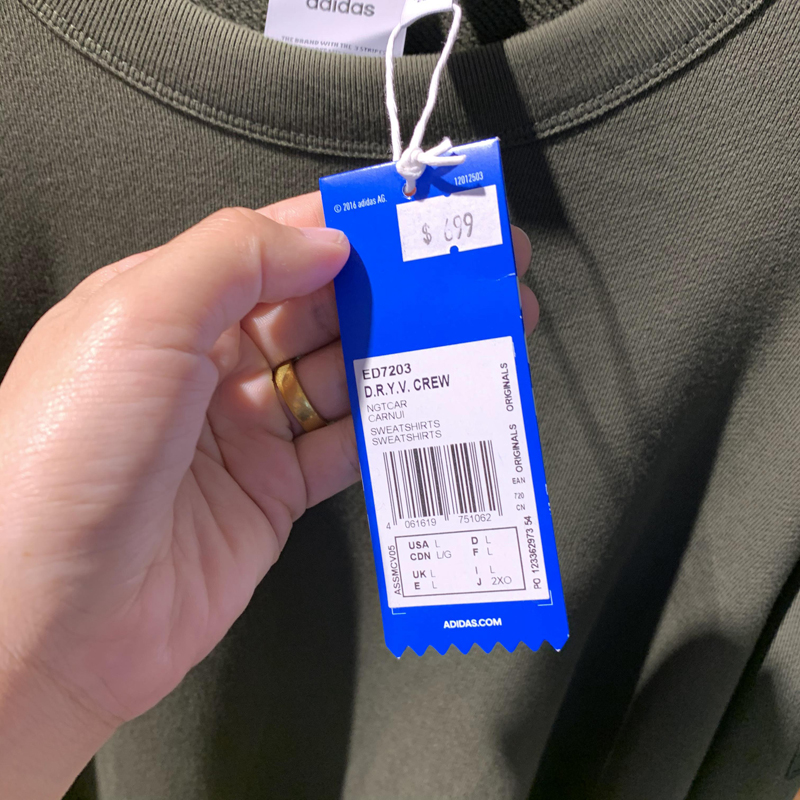 adidas
THE BRAND WITH THE 3 STRIPES
12012503
© 2016 adidas AG.
$ 699
ED7203
D.R.Y.V. CREW
NGTCAR
CARNUI
SWEATSHIRTS
SWEATSHIRTS
ORIGINALS
ORIGINALS
EAN
720
CN
4 061619 751062
ASSMCV05
USA L D L
CDN L/G F L
UK L I L
E L J 2XO
PO 123362973 54
ADIDAS.COM